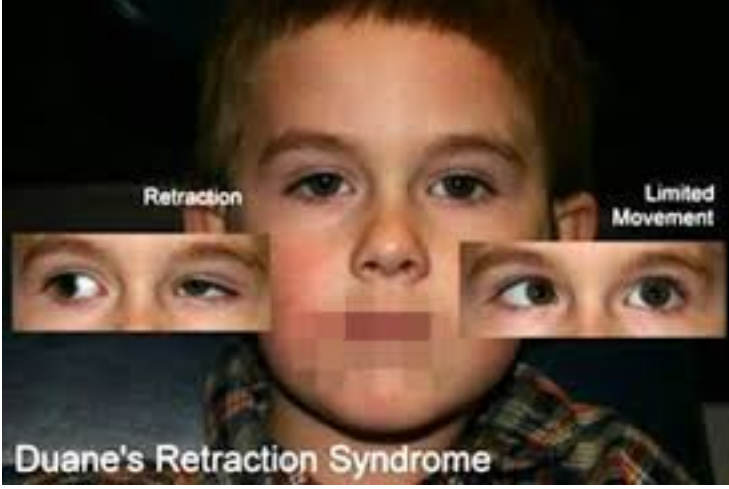 Retraction
Limited
Movement
Duane's Retraction Syndrome